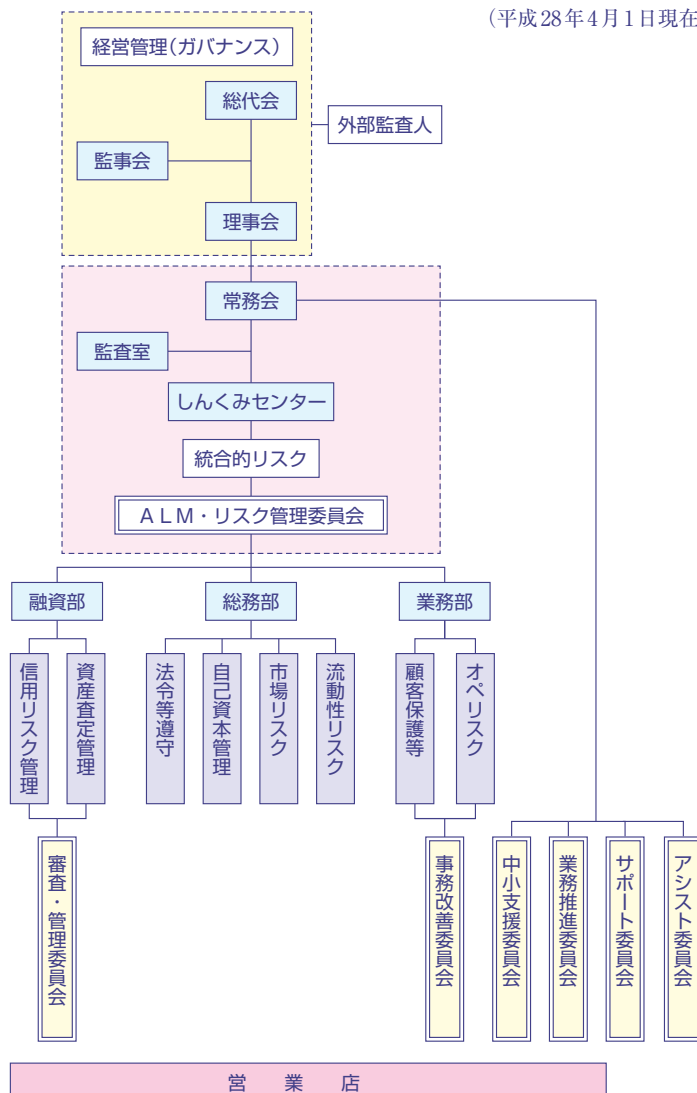 (平成28年4月1日現在
経営管理(ガバナンス)
総代会
外部監査人
監事会
理事会
常務会
監査室
しんくみセンター
統合的リスク
ALM・リスク管理委員会
融資部
総務部
業務部
信用リスク管理
資産査定管理
法令等遵守
自己資本管理
市場リスク
流動性リスク
顧客保護等
オペリスク
審査・管理委員会
事務改善委員会
中小支援委員会
業務推進委員会
サポート委員会
アシスト委員会
営業店